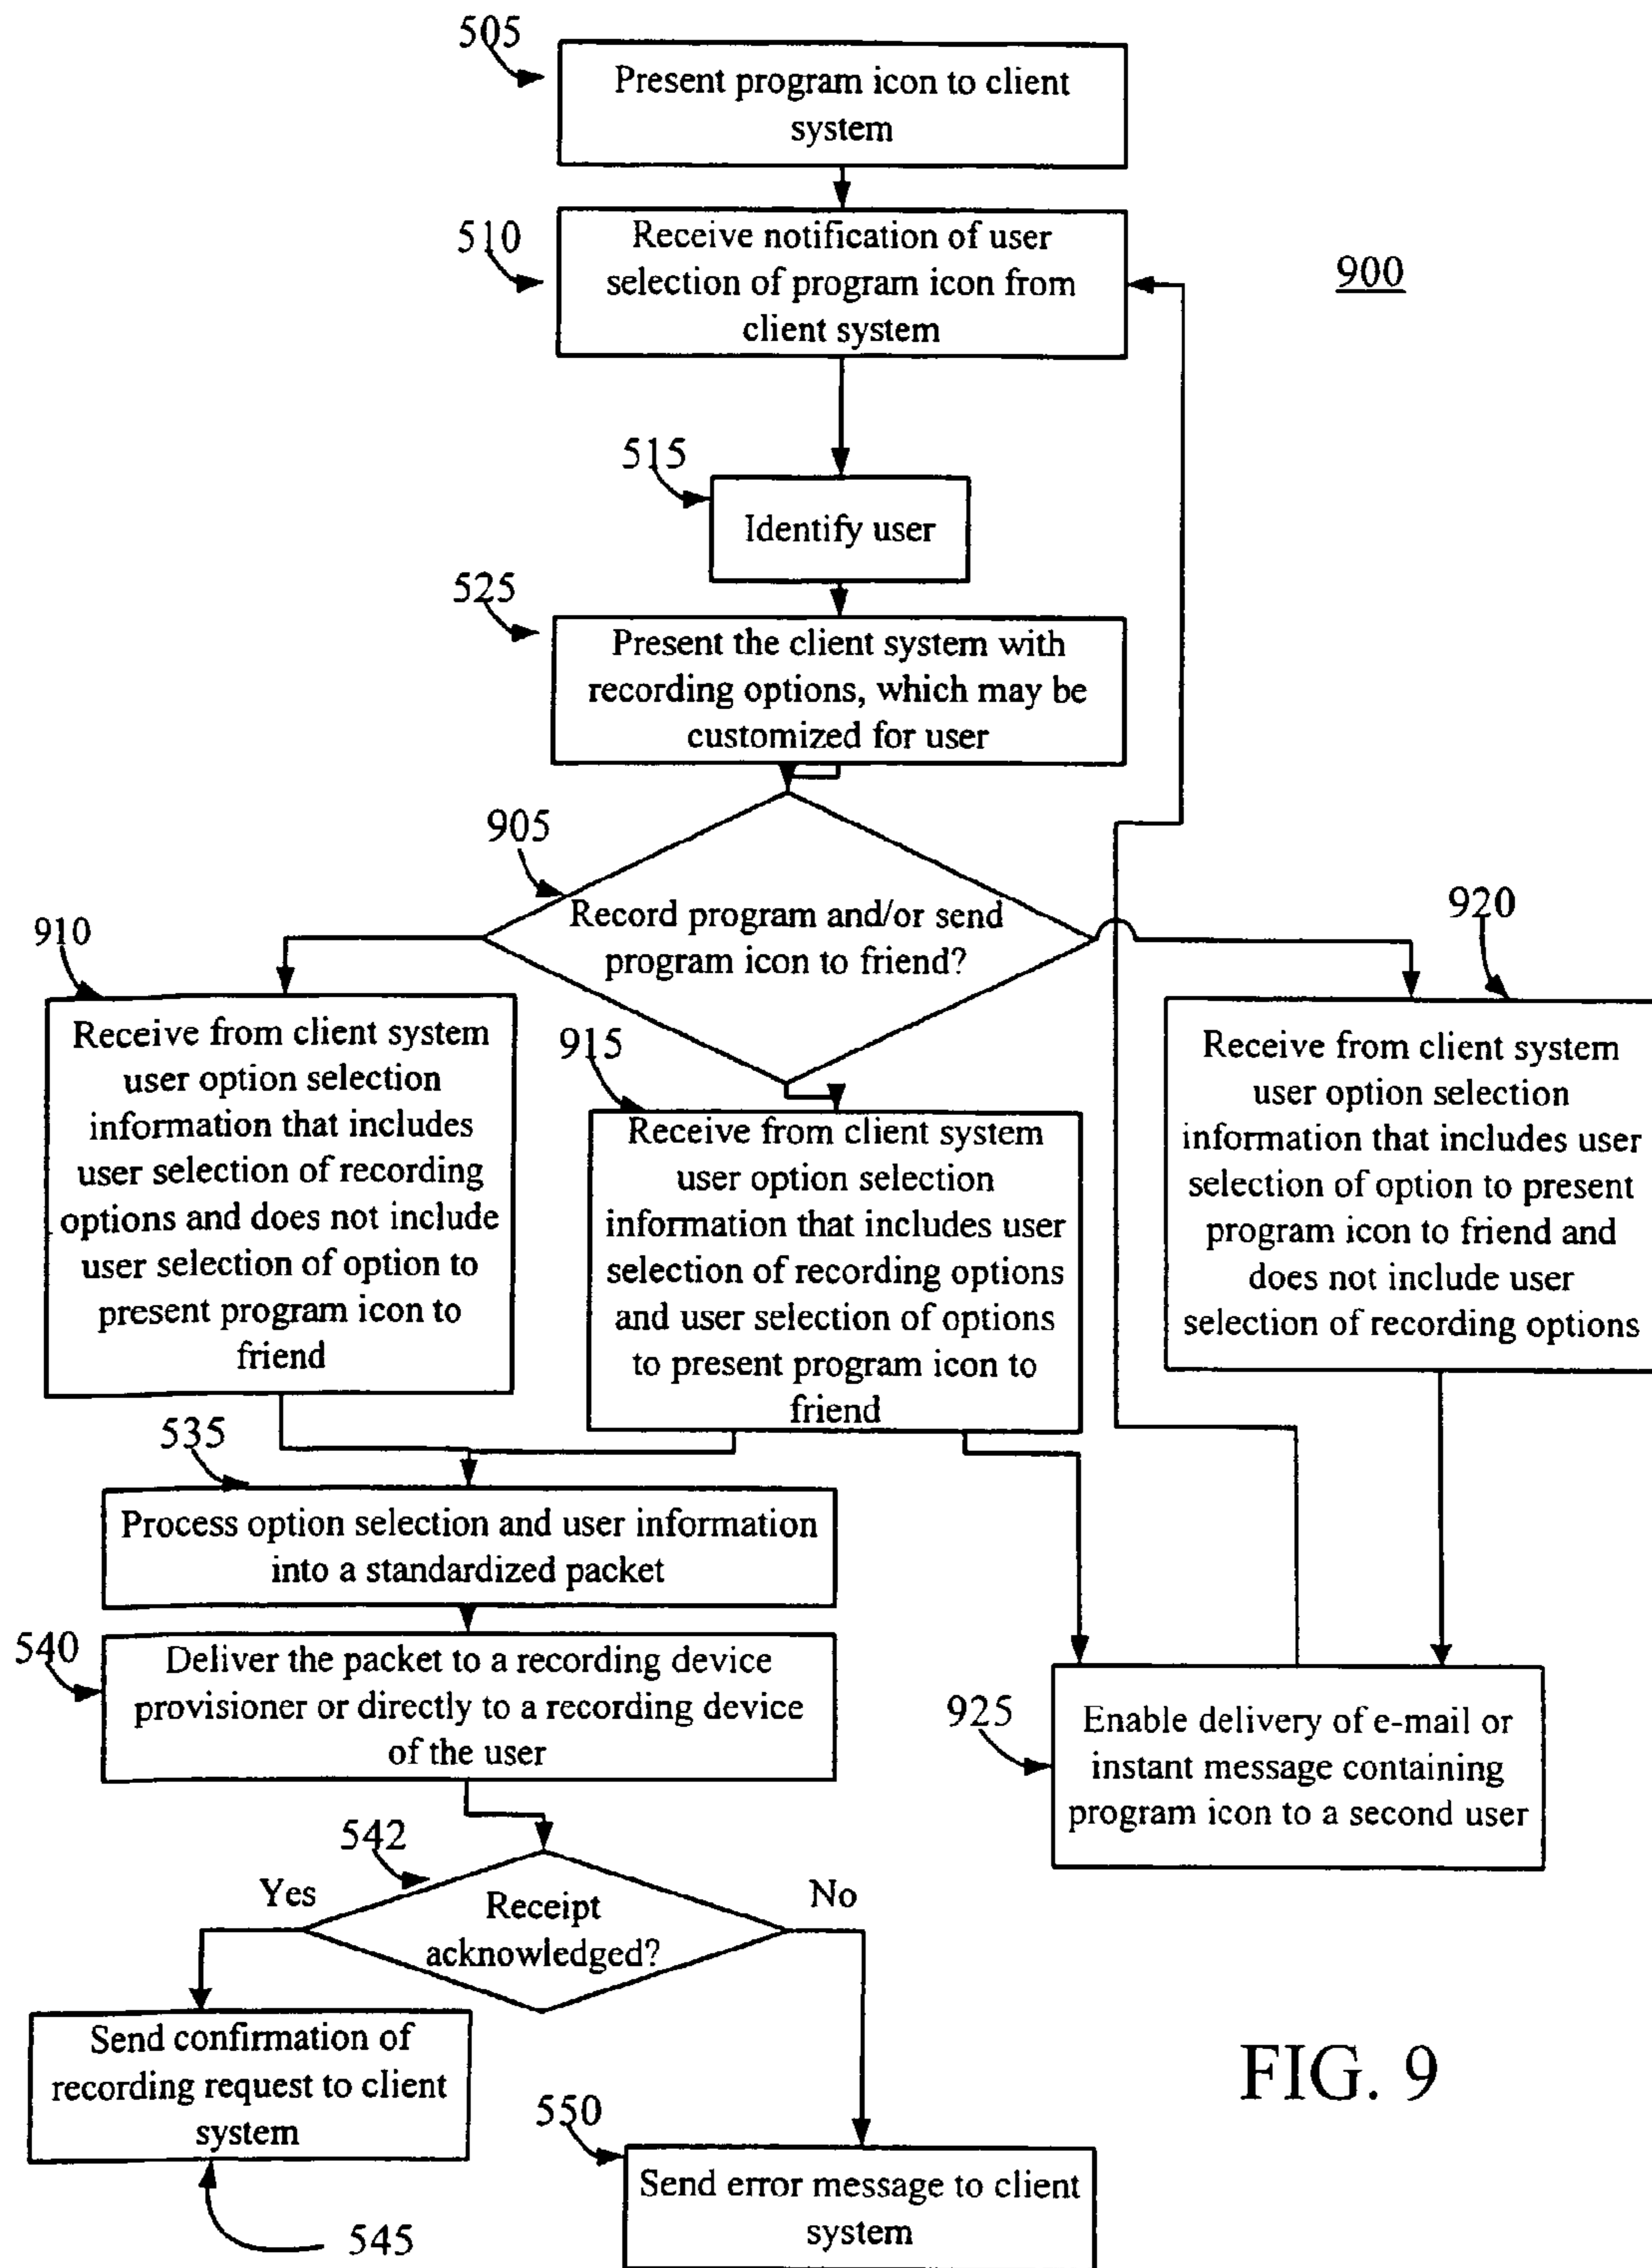 505
Present program icon to client
system
510
Receive notification of user
selection of program icon from
client system
900
515
Identify user
525
Present the client system with
recording options, which may be
customized for user
905
Record program and/or send
program icon to friend?
910
Receive from client system
user option selection
information that includes
user selection of recording
options and does not include
user selection of option to
present program icon to
friend
915
Receive from client system
user option selection
information that includes user
selection of recording options
and user selection of options
to present program icon to
friend
920
Receive from client system
user option selection
information that includes user
selection of option to present
program icon to friend and
does not include user
selection of recording options
535
Process option selection and user information
into a standardized packet
540
Deliver the packet to a recording device
provisioner or directly to a recording device
of the user
925
Enable delivery of e-mail or
instant message containing
program icon to a second user
542
Yes
Receipt
acknowledged?
No
Send confirmation of
recording request to client
system
545
550
Send error message to client
system
FIG. 9